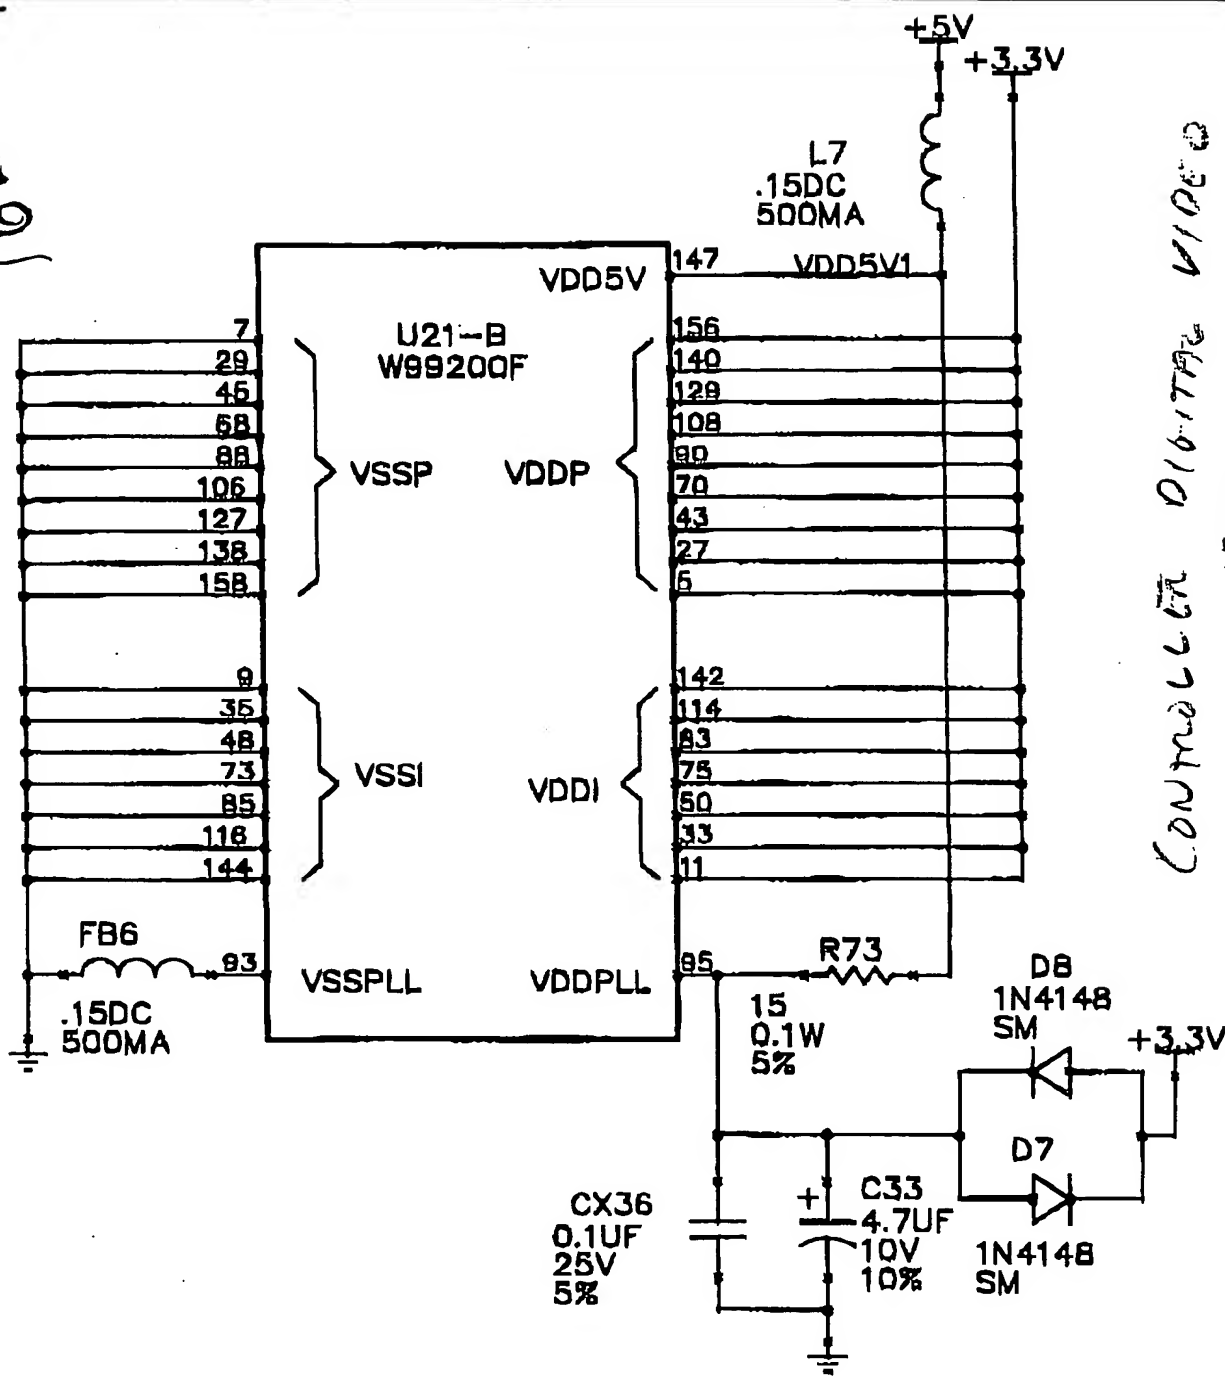 +5V
+3.3V
L7
.15DC
500MA
147
VDD5V1
VDD5V
U21-B
W99200F
7
29
45
68
88
106
127
138
158
VSSP
VDDP
156
140
129
108
90
70
43
27
5
9
35
48
73
85
116
144
VSSI
VDDI
142
114
83
75
50
33
11
FB6
.15DC
500MA
93
VSSPLL
VDDPLL
95
R73
15
0.1W
5%
D8
1N4148
SM
+3.3V
D7
1N4148
SM
CX36
0.1UF
25V
5%
+
C33
4.7UF
10V
10%
CONTROLLER DIGITAL VIDEO